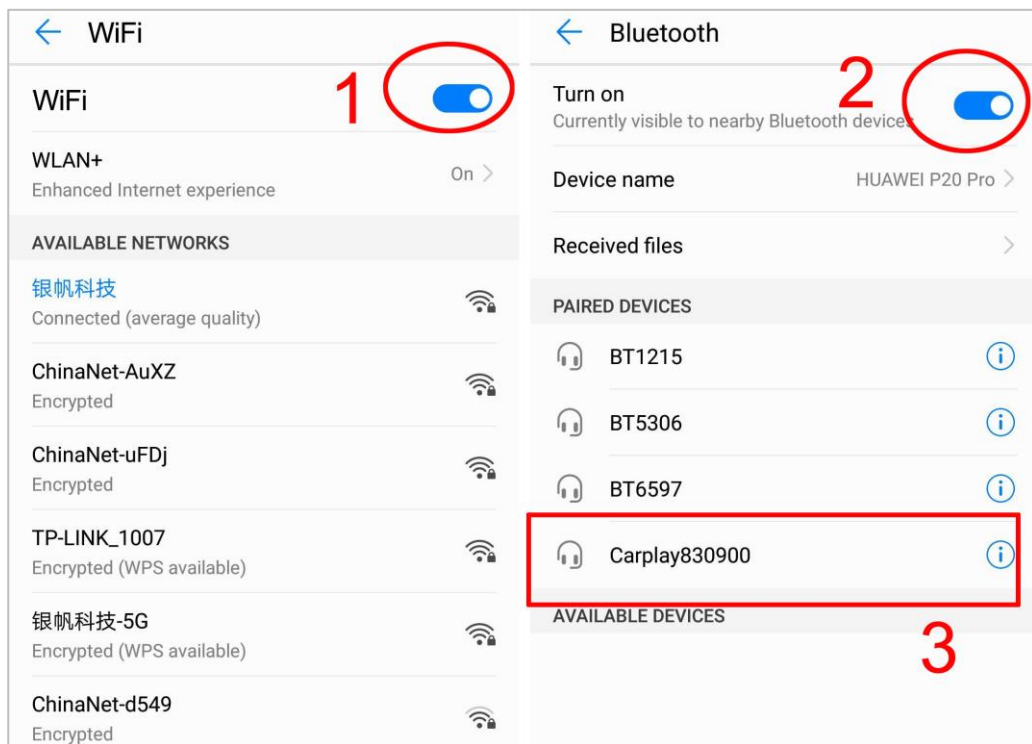 WiFi
WiFi
1
WLAN+
Enhanced Internet experience
On
AVAILABLE NETWORKS
银帆科技
Connected (average quality)
ChinaNet-AuXZ
Encrypted
ChinaNet-uFDj
Encrypted
TP-LINK_1007
Encrypted (WPS available)
银帆科技-5G
Encrypted (WPS available)
ChinaNet-d549
Encrypted
Bluetooth
2
Turn on
Currently visible to nearby Bluetooth devices
Device name
HUAWEI P20 Pro
Received files
PAIRED DEVICES
BT1215
BT5306
BT6597
Carplay830900
AVAILABLE DEVICES
3